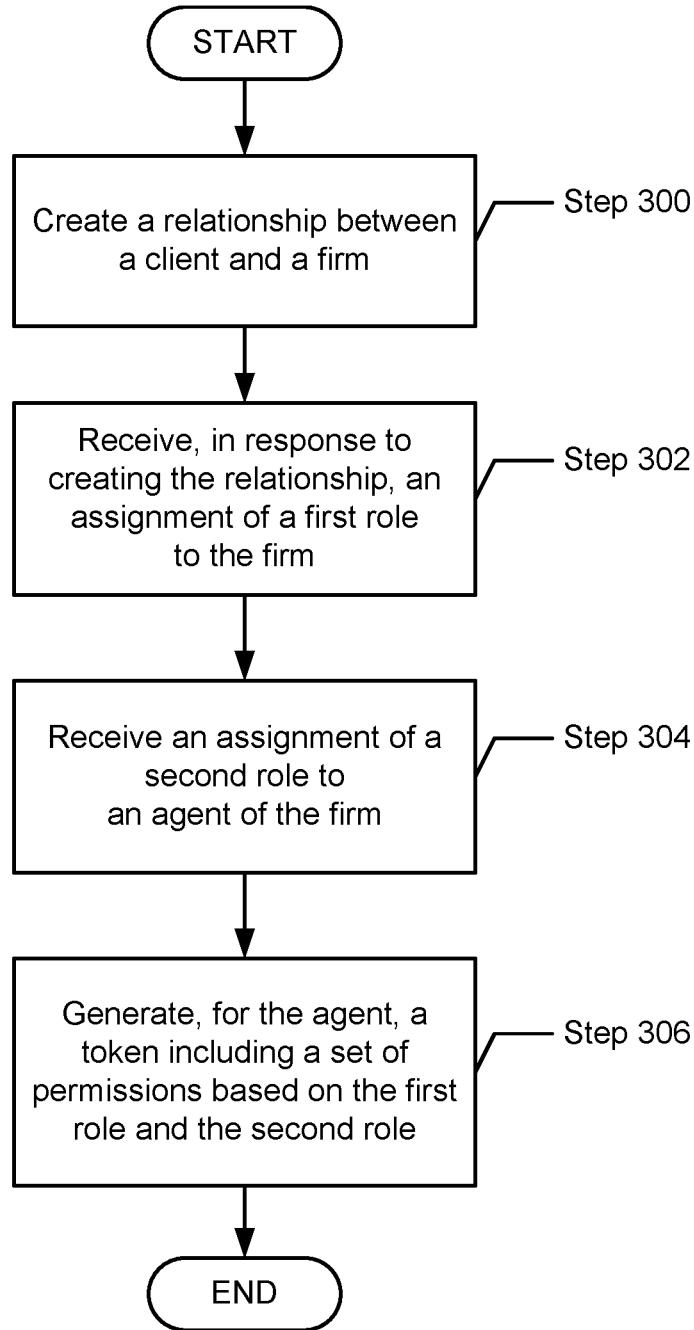 START
Create a relationship between
a client and a firm
Step 300
Receive, in response to
creating the relationship, an
assignment of a first role
to the firm
Step 302
Receive an assignment of a
second role to
an agent of the firm
Step 304
Generate, for the agent, a
token including a set of
permissions based on the first
role and the second role
Step 306
END